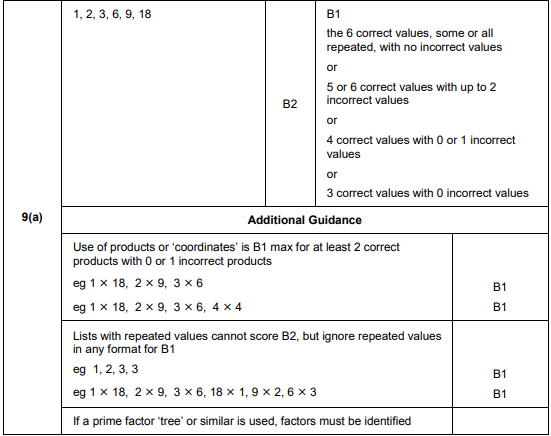 1, 2, 3, 6, 9, 18
B2
B1
the 6 correct values, some or all
repeated, with no incorrect values
or
5 or 6 correct values with up to 2
incorrect values
or
4 correct values with 0 or 1 incorrect
values
or
3 correct values with 0 incorrect values
9(a)
Additional Guidance
Use of products or ‘coordinates’ is B1 max for at least 2 correct
products with 0 or 1 incorrect products
eg 1 × 18, 2 × 9, 3 × 6
B1
eg 1 × 18, 2 × 9, 3 × 6, 4 × 4
B1
Lists with repeated values cannot score B2, but ignore repeated values
in any format for B1
eg 1, 2, 3, 3
B1
eg 1 × 18, 2 × 9, 3 × 6, 18 × 1, 9 × 2, 6 × 3
B1
If a prime factor ‘tree’ or similar is used, factors must be identified